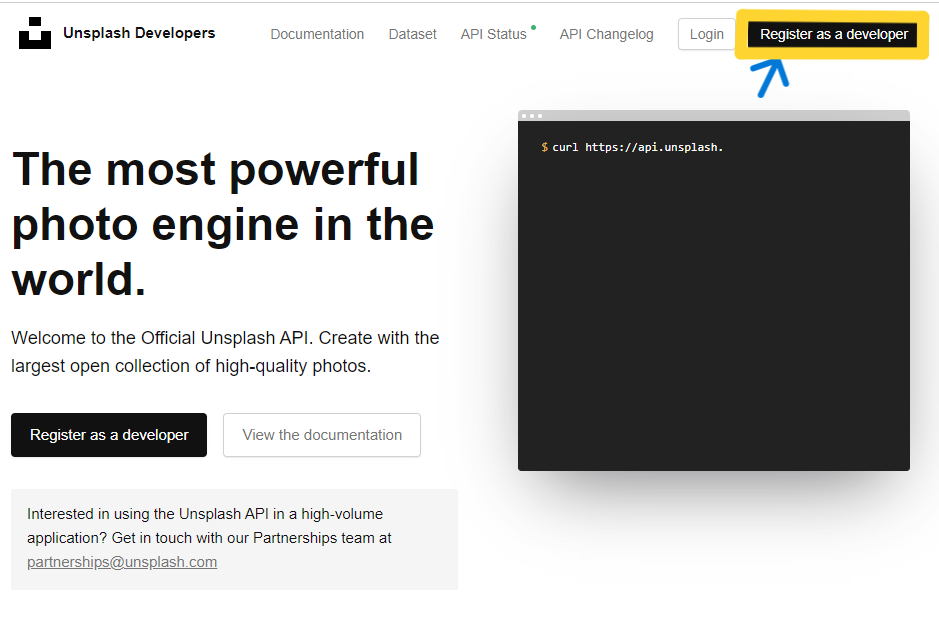 Unsplash Developers
Documentation
Dataset
API Status
API Changelog
Login
Register as a developer
The most powerful
photo engine in the
world.
Welcome to the Official Unsplash API. Create with the
largest open collection of high-quality photos.
Register as a developer
View the documentation
Interested in using the Unsplash API in a high-volume
application? Get in touch with our Partnerships team at
partnerships@unsplash.com
$ curl https://api.unsplash.